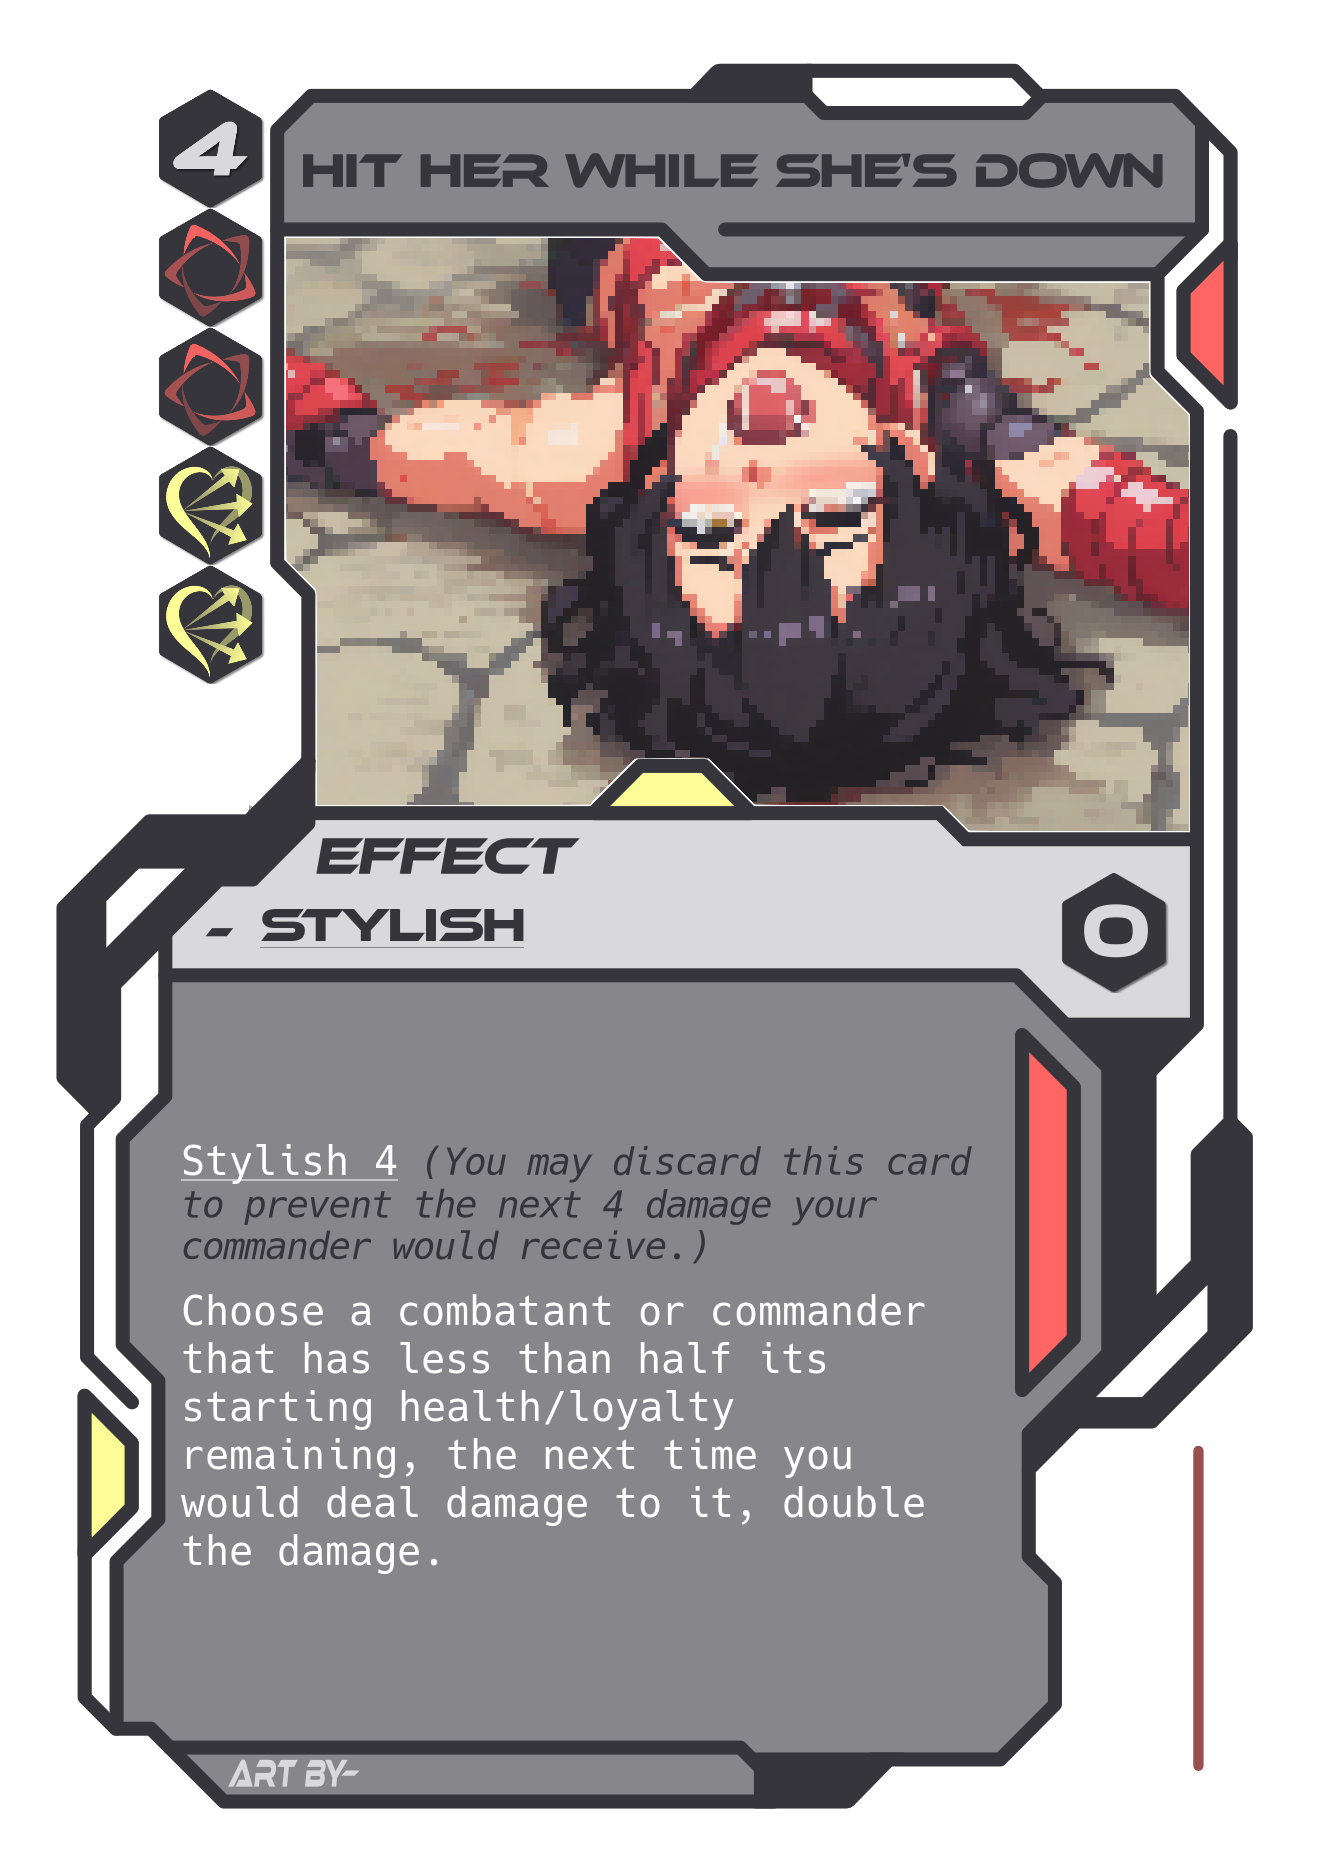 4
HIT HER WHILE SHE'S DOWN
EFFECT
- STYLISH
0
Stylish 4 (You may discard this card
to prevent the next 4 damage your
commander would receive.)
Choose a combatant or commander
that has less than half its
starting health/loyalty
remaining, the next time you
would deal damage to it, double
the damage.
ART BY-